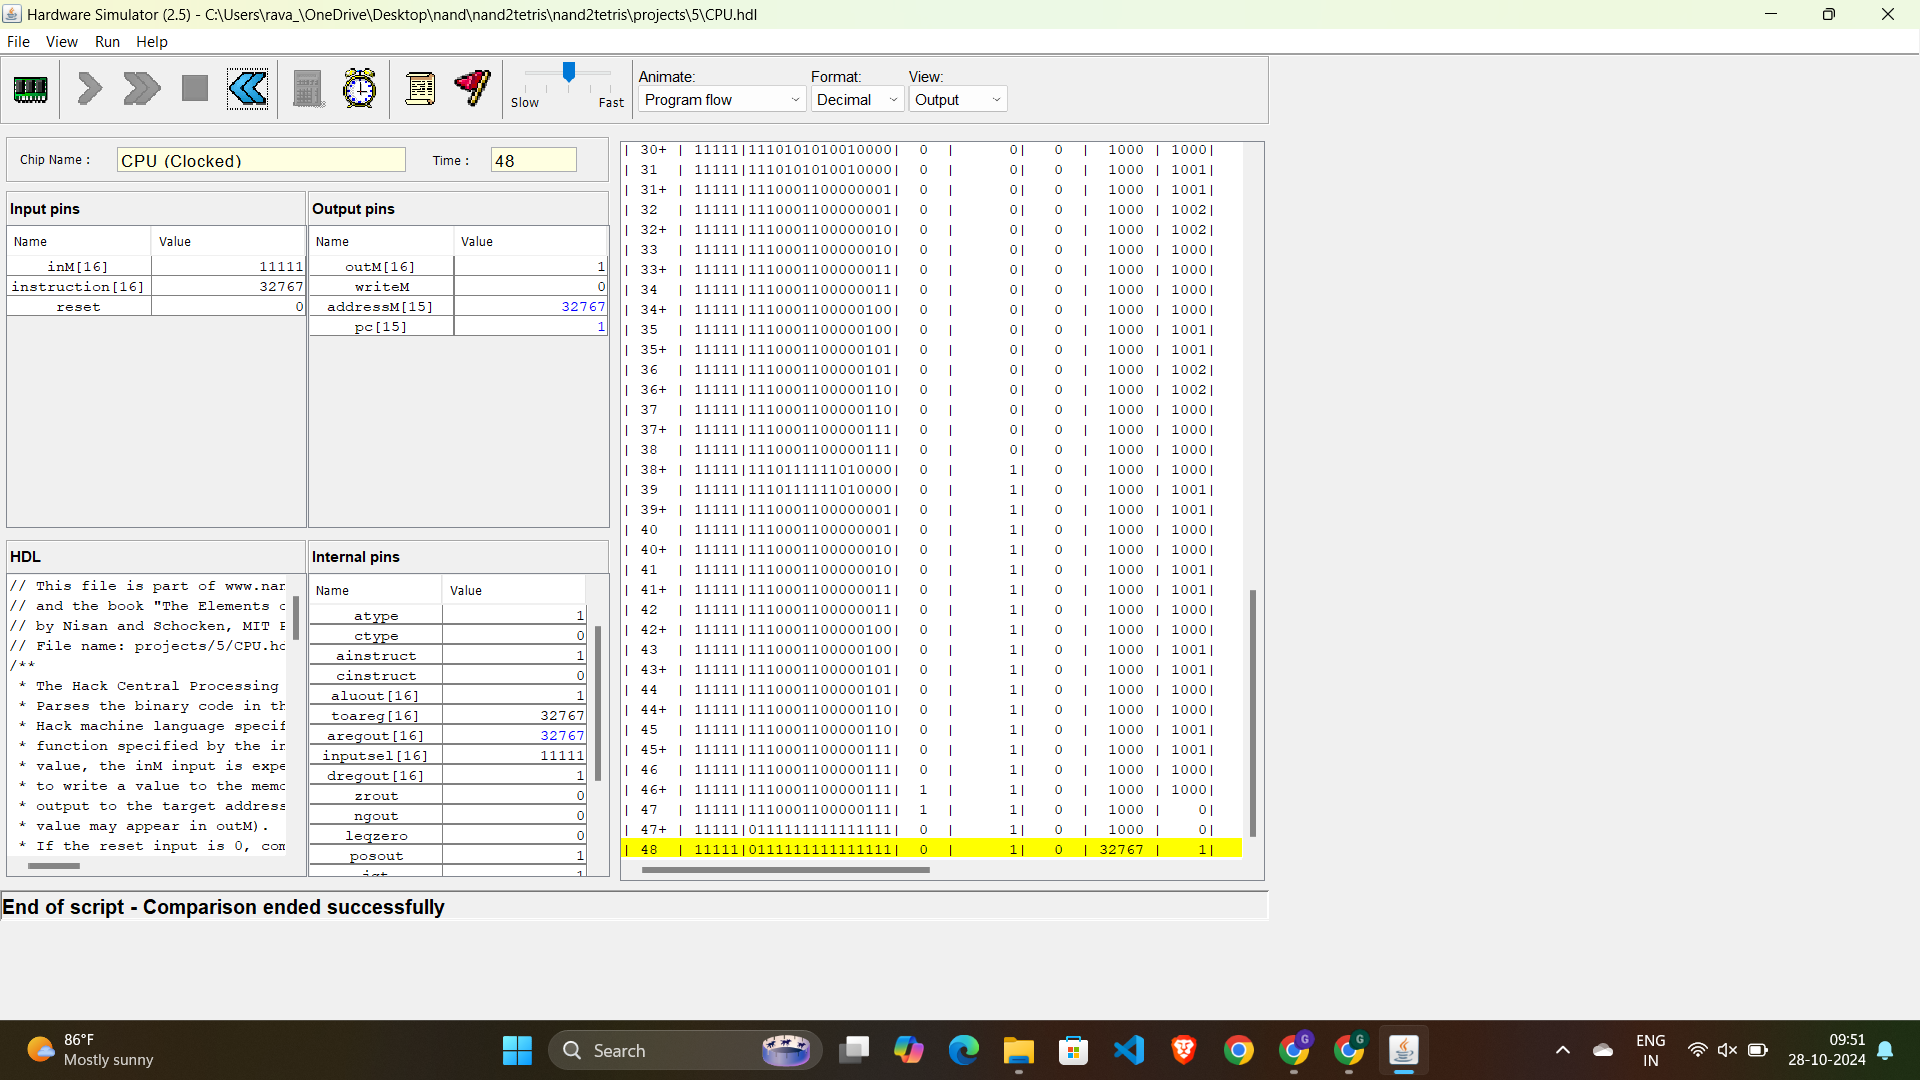 Hardware Simulator (2.5) - C:\Users\rava_\OneDrive\Desktop\nand\nand2tetris\nand2tetris\projects\5\CPU.hdl
File View Run Help
Animate: Format: View:
Slow Fast Program flow Decimal Output
Chip Name : CPU (Clocked) Time : 48
Input pins
Name Value
inM[16] 11111
instruction[16] 32767
reset 0
Output pins
Name Value
outM[16] 1
writeM 0
addressM[15] 32767
pc[15] 1
HDL
// This file is part of www.nan
// and the book "The Elements o
// by Nisan and Schocken, MIT P
// File name: projects/5/CPU.hd
/**
* The Hack Central Processing
* Parses the binary code in th
* Hack machine language specif
* function specified by the in
* value, the inM input is expe
* to write a value to the memo
* output to the target address
* value may appear in outM).
* If the reset input is 0, com
Internal pins
Name Value
atype 1
ctype 0
ainstruct 1
cinstruct 0
aluout[16] 1
toareg[16] 32767
aregout[16] 32767
inputsel[16] 11111
dregout[16] 1
zrout 0
ngout 0
leqzero 0
posout 1
jgt 1
| 30+ | 11111|1110101010010000| 0 | 0| 0 | 1000 | 1000|
| 31 | 11111|1110101010010000| 0 | 0| 0 | 1000 | 1001|
| 31+ | 11111|1110001100000001| 0 | 0| 0 | 1000 | 1001|
| 32 | 11111|1110001100000001| 0 | 0| 0 | 1000 | 1002|
| 32+ | 11111|1110001100000010| 0 | 0| 0 | 1000 | 1002|
| 33 | 11111|1110001100000010| 0 | 0| 0 | 1000 | 1000|
| 33+ | 11111|1110001100000011| 0 | 0| 0 | 1000 | 1000|
| 34 | 11111|1110001100000011| 0 | 0| 0 | 1000 | 1000|
| 34+ | 11111|1110001100000100| 0 | 0| 0 | 1000 | 1000|
| 35 | 11111|1110001100000100| 0 | 0| 0 | 1000 | 1001|
| 35+ | 11111|1110001100000101| 0 | 0| 0 | 1000 | 1001|
| 36 | 11111|1110001100000101| 0 | 0| 0 | 1000 | 1002|
| 36+ | 11111|1110001100000110| 0 | 0| 0 | 1000 | 1002|
| 37 | 11111|1110001100000110| 0 | 0| 0 | 1000 | 1000|
| 37+ | 11111|1110001100000111| 0 | 0| 0 | 1000 | 1000|
| 38 | 11111|1110001100000111| 0 | 0| 0 | 1000 | 1000|
| 38+ | 11111|1110111111010000| 0 | 1| 0 | 1000 | 1000|
| 39 | 11111|1110111111010000| 0 | 1| 0 | 1000 | 1001|
| 39+ | 11111|1110001100000001| 0 | 1| 0 | 1000 | 1001|
| 40 | 11111|1110001100000001| 0 | 1| 0 | 1000 | 1000|
| 40+ | 11111|1110001100000010| 0 | 1| 0 | 1000 | 1000|
| 41 | 11111|1110001100000010| 0 | 1| 0 | 1000 | 1001|
| 41+ | 11111|1110001100000011| 0 | 1| 0 | 1000 | 1001|
| 42 | 11111|1110001100000011| 0 | 1| 0 | 1000 | 1000|
| 42+ | 11111|1110001100000100| 0 | 1| 0 | 1000 | 1000|
| 43 | 11111|1110001100000100| 0 | 1| 0 | 1000 | 1001|
| 43+ | 11111|1110001100000101| 0 | 1| 0 | 1000 | 1001|
| 44 | 11111|1110001100000101| 0 | 1| 0 | 1000 | 1000|
| 44+ | 11111|1110001100000110| 0 | 1| 0 | 1000 | 1000|
| 45 | 11111|1110001100000110| 0 | 1| 0 | 1000 | 1001|
| 45+ | 11111|1110001100000111| 0 | 1| 0 | 1000 | 1001|
| 46 | 11111|1110001100000111| 0 | 1| 0 | 1000 | 1000|
| 46+ | 11111|1110001100000111| 1 | 1| 0 | 1000 | 1000|
| 47 | 11111|1110001100000111| 1 | 1| 0 | 1000 | 0|
| 47+ | 11111|0111111111111111| 0 | 1| 0 | 1000 | 0|
| 48 | 11111|0111111111111111| 0 | 1| 0 | 32767 | 1|
End of script - Comparison ended successfully
86°F
Mostly sunny
Search
G
G
ENG
IN
09:51
28-10-2024